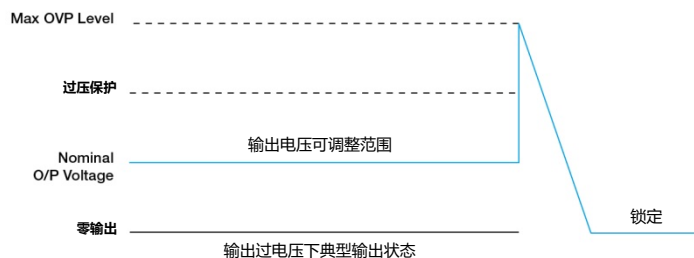 Max OVP Level
过压保护
输出电压可调整范围
Nominal
O/P Voltage
锁定
零输出
输出过电压下典型输出状态